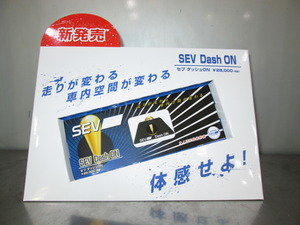 新発売
SEV Dash ON
セブ ダッシュON ¥26,000
走りが変わる
車内空間が変わる
SEV
SEV Dash ON
体感せよ!